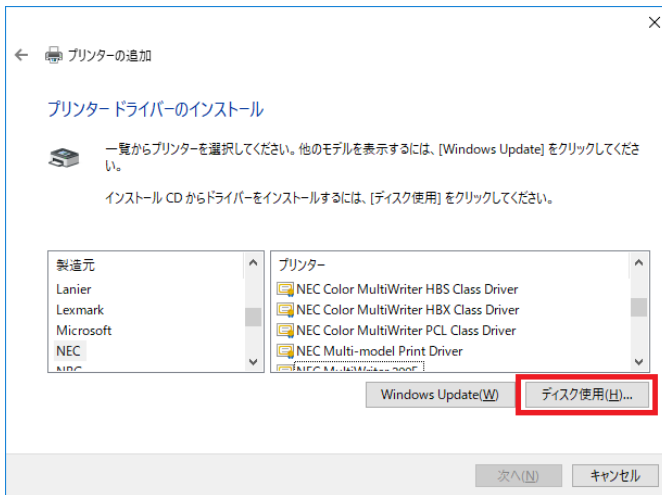 プリンターの追加
プリンター ドライバーのインストール
一覧からプリンターを選択してください。他のモデルを表示するには、[Windows Update] をクリックしてくださ
い。
インストール CD からドライバーをインストールするには、[ディスク使用] をクリックしてください。
製造元
Lanier
Lexmark
Microsoft
NEC
プリンター
NEC Color MultiWriter HBS Class Driver
NEC Color MultiWriter HBX Class Driver
NEC Color MultiWriter PCL Class Driver
NEC Multi-model Print Driver
Windows Update(W)
ディスク使用(H)...
次へ(N)
キャンセル